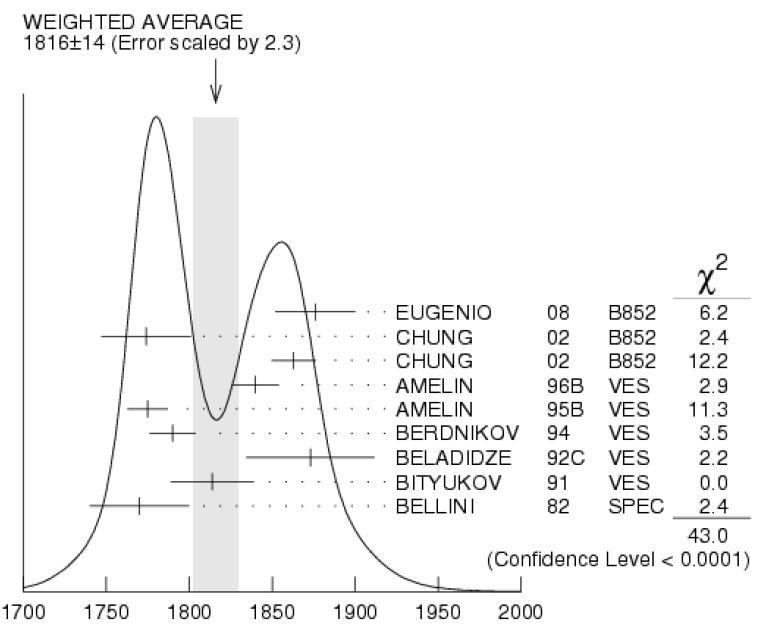 WEIGHTED AVERAGE
1816±14 (Error scaled by 2.3)
χ²
EUGENIO 08 B852 6.2
CHUNG 02 B852 2.4
CHUNG 02 B852 12.2
AMELIN 96B VES 2.9
AMELIN 95B VES 11.3
BERDNIKOV 94 VES 3.5
BELADIDZE 92C VES 2.2
BITYUKOV 91 VES 0.0
BELLINI 82 SPEC 2.4
43.0
(Confidence Level < 0.0001)
1700 1750 1800 1850 1900 1950 2000